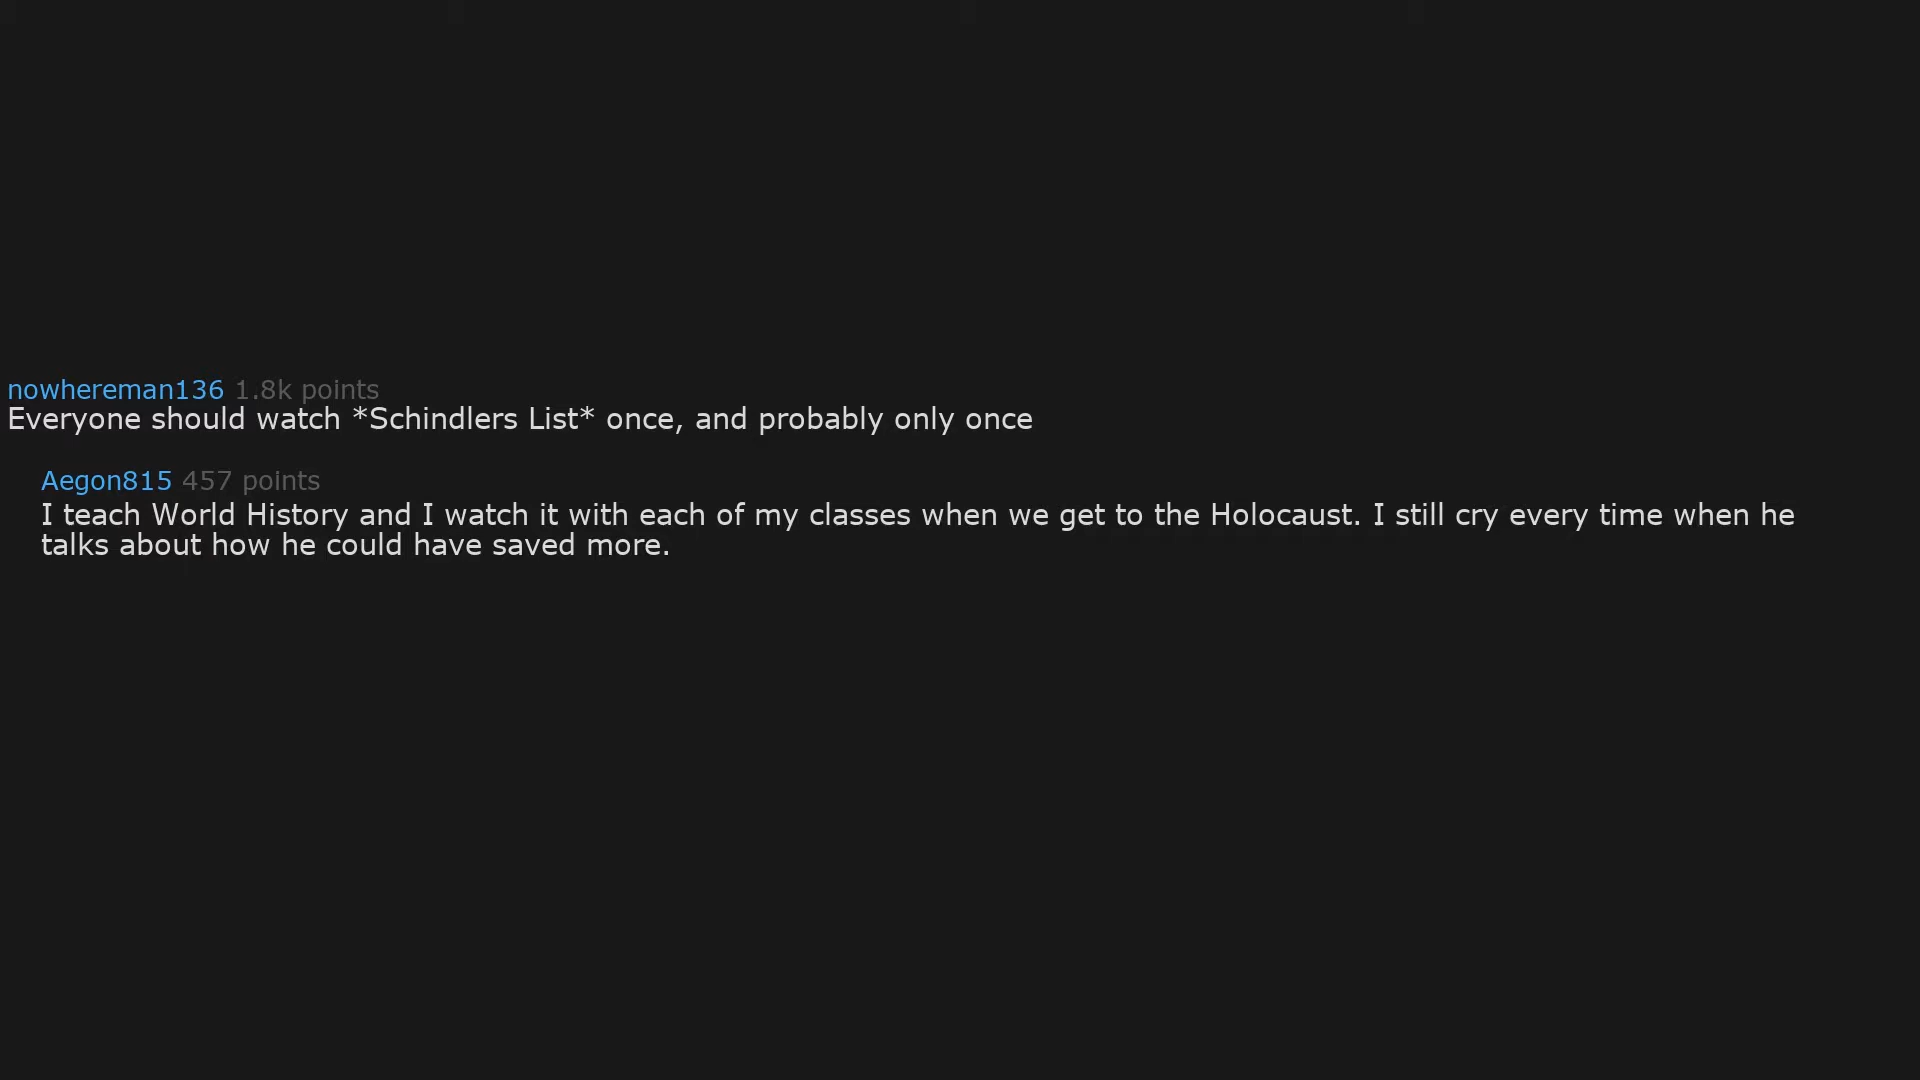 nowhereman136 1.8k points
Everyone should watch *Schindlers List* once, and probably only once
Aegon815 457 points
I teach World History and I watch it with each of my classes when we get to the Holocaust. I still cry every time when he
talks about how he could have saved more.